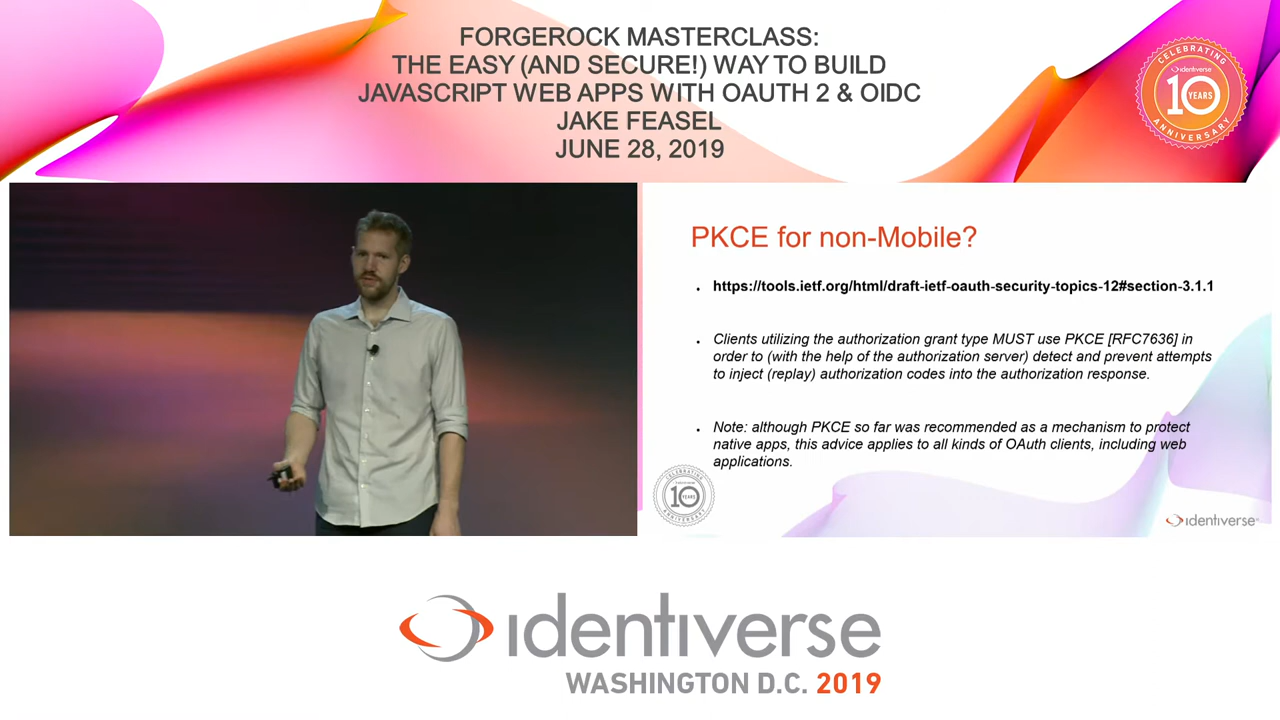 FORGEROCK MASTERCLASS:
THE EASY (AND SECURE!) WAY TO BUILD
JAVASCRIPT WEB APPS WITH OAUTH 2 & OIDC
JAKE FEASEL
JUNE 28, 2019
CELEBRATING
identiverse
10 YEARS
ANNIVERSARY
PKCE for non-Mobile?
• https://tools.ietf.org/html/draft-ietf-oauth-security-topics-12#section-3.1.1
• Clients utilizing the authorization grant type MUST use PKCE [RFC7636] in
order to (with the help of the authorization server) detect and prevent attempts
to inject (replay) authorization codes into the authorization response.
• Note: although PKCE so far was recommended as a mechanism to protect
native apps, this advice applies to all kinds of OAuth clients, including web
applications.
CELEBRATING
identiverse
10 YEARS
ANNIVERSARY
identiverse
identiverse
WASHINGTON D.C. 2019